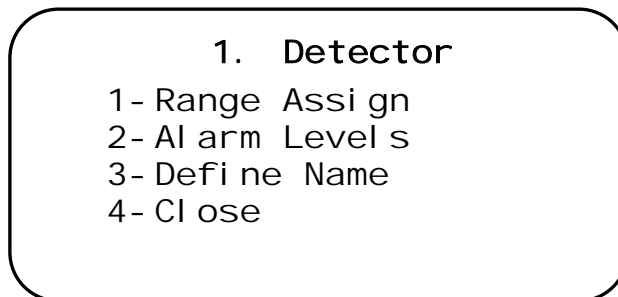 1. Detector
1-Range Assign
2-Alarm Levels
3-Define Name
4-Close